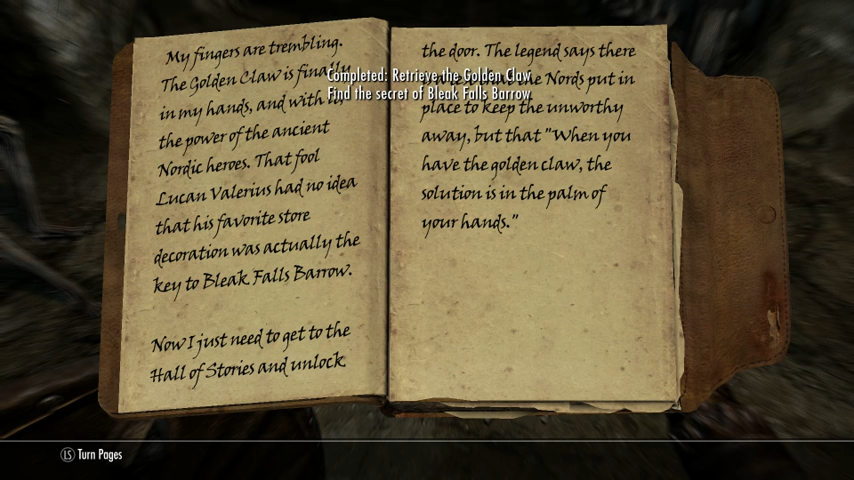 My fingers are trembling.
The Golden Claw is finally
in my hands, and with
the power of the ancient
Nordic heroes. That fool
Lucan Valerius had no idea
that his favorite store
decoration was actually the
key to Bleak Falls Barrow.
Now I just need to get to the
Hall of Stories and unlock
the door. The legend says there
the Nords put in
place to keep the unworthy
away, but that "When you
have the golden claw, the
solution is in the palm of
your hands."
Completed: Retrieve the Golden Claw
Find the secret of Bleak Falls Barrow
LS Turn Pages